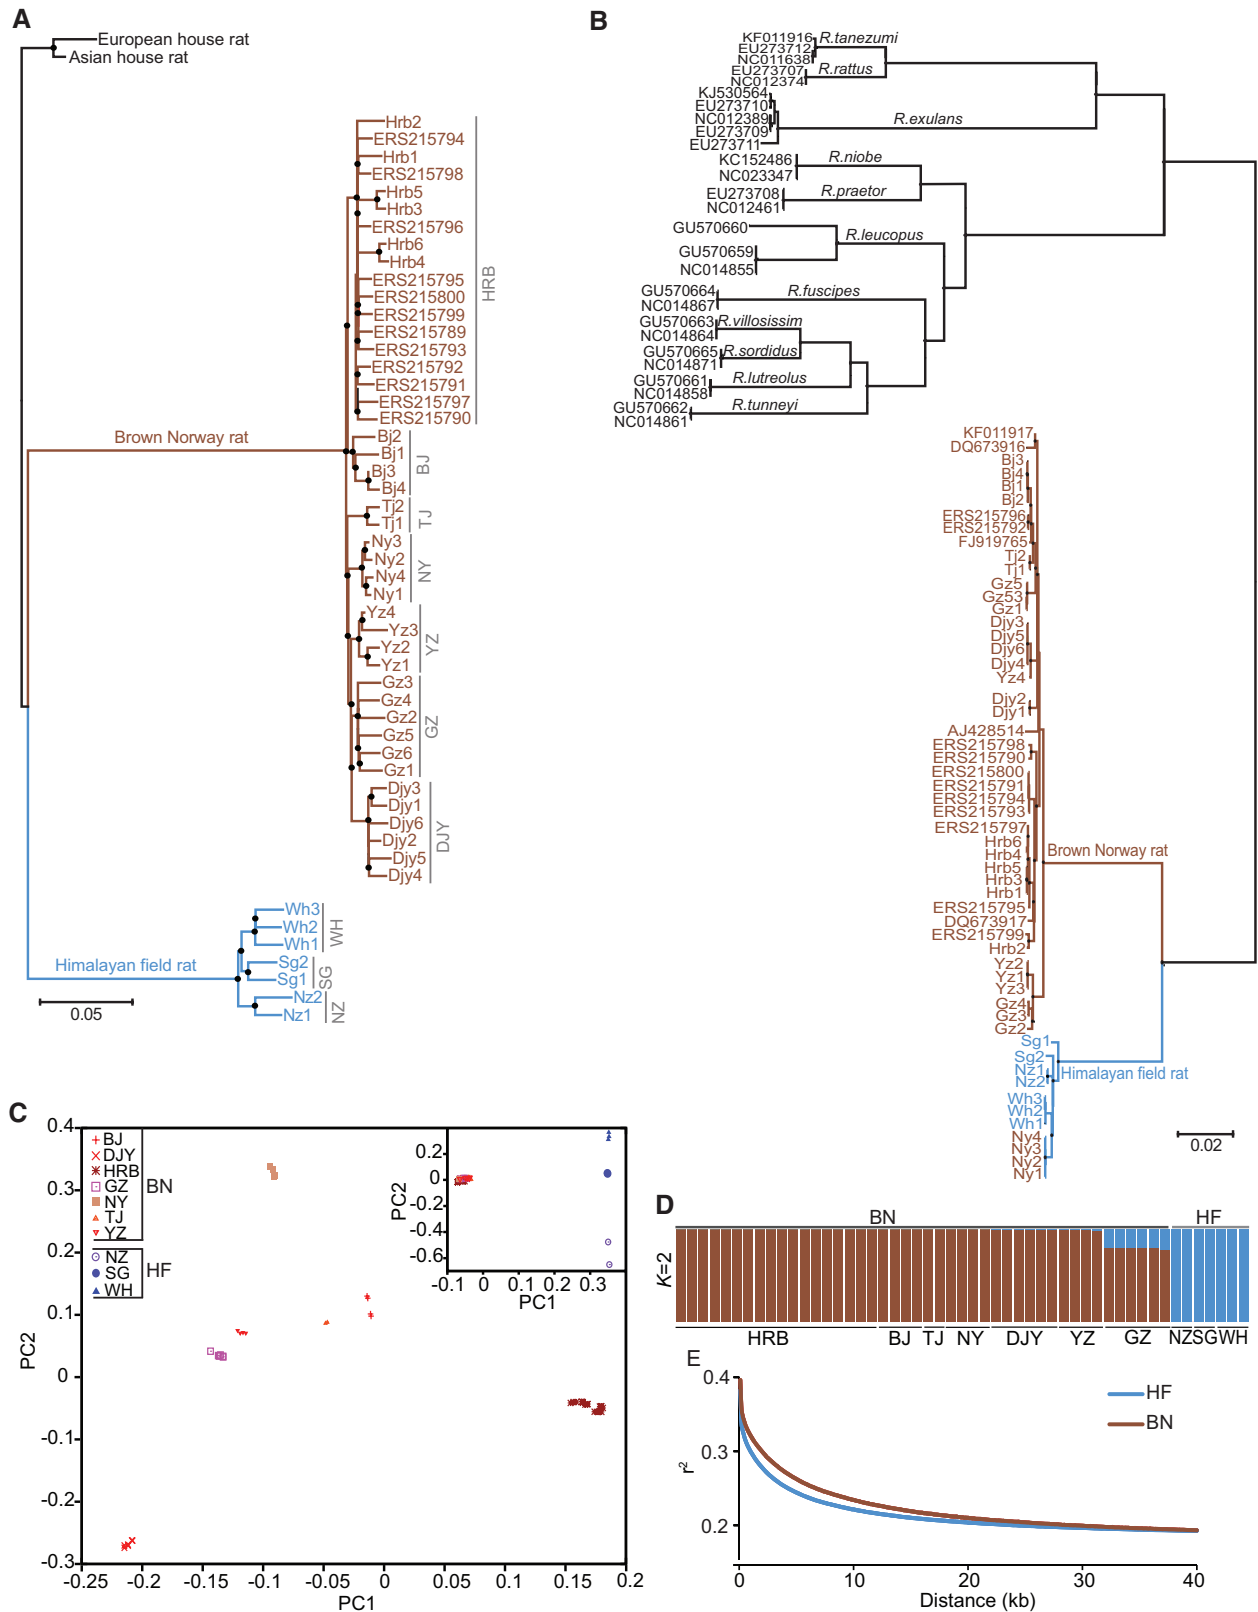 A
European house rat
Asian house rat
Hrb2
ERS215794
Hrb1
ERS215798
Hrb5
Hrb3
ERS215796
Hrb6
Hrb4
ERS215795
ERS215800
ERS215799
ERS215789
ERS215793
ERS215792
ERS215791
ERS215797
ERS215790
HRB
Brown Norway rat
Bj2
Bj1
Bj3
Bj4
BJ
Tj2
Tj1
TJ
Ny3
Ny2
Ny4
Ny1
NY
Yz4
Yz3
Yz2
Yz1
YZ
Gz3
Gz4
Gz2
Gz5
Gz6
Gz1
GZ
Djy3
Djy1
Djy6
Djy2
Djy5
Djy4
DJY
Wh3
Wh2
Wh1
WH
Himalayan field rat
Sg2
Sg1
SG
Nz2
Nz1
NZ
0.05
B
KF011916
EU273712
NC011638
R.tanezumi
EU273707
NC012374
R.rattus
KJ530564
EU273710
NC012389
EU273709
EU273711
R.exulans
KC152486
NC023347
R.niobe
EU273708
NC012461
R.praetor
GU570660
GU570659
NC014855
R.leucopus
GU570664
NC014867
R.fuscipes
GU570663
NC014864
R.villosissim
GU570665
NC014871
R.sordidus
GU570661
NC014858
R.lutreolus
GU570662
NC014861
R.tunneyi
KF011917
DQ673916
Bj3
Bj4
Bj1
Bj2
ERS215796
ERS215792
FJ919765
Tj2
Tj1
Gz5
Gz53
Gz1
Djy3
Djy5
Djy6
Djy4
Yz4
Djy2
Djy1
AJ428514
ERS215798
ERS215790
ERS215800
ERS215791
ERS215794
ERS215793
ERS215797
Hrb6
Hrb4
Hrb5
Hrb3
Hrb1
ERS215795
DQ673917
ERS215799
Hrb2
Brown Norway rat
Yz2
Yz1
Yz3
Gz4
Gz3
Gz2
Sg1
Sg2
Nz1
Nz2
Wh3
Wh2
Wh1
Ny4
Ny3
Ny2
Ny1
Himalayan field rat
0.02
C
0.4
0.3
0.2
0.1
0
-0.1
-0.2
-0.3
PC2
-0.25
-0.2
-0.15
-0.1
-0.05
0
0.05
0.1
0.15
0.2
PC1
BJ
DJY
HRB
GZ
NY
TJ
YZ
BN
NZ
SG
WH
HF
0.2
0
-0.2
-0.4
-0.6
PC2
-0.1
0
0.1
0.2
0.3
PC1
D
BN
HF
K=2
HRB
BJ
TJ
NY
DJY
YZ
GZ
NZ
SG
WH
E
0.4
0.3
0.2
r²
HF
BN
0
10
20
30
40
Distance (kb)